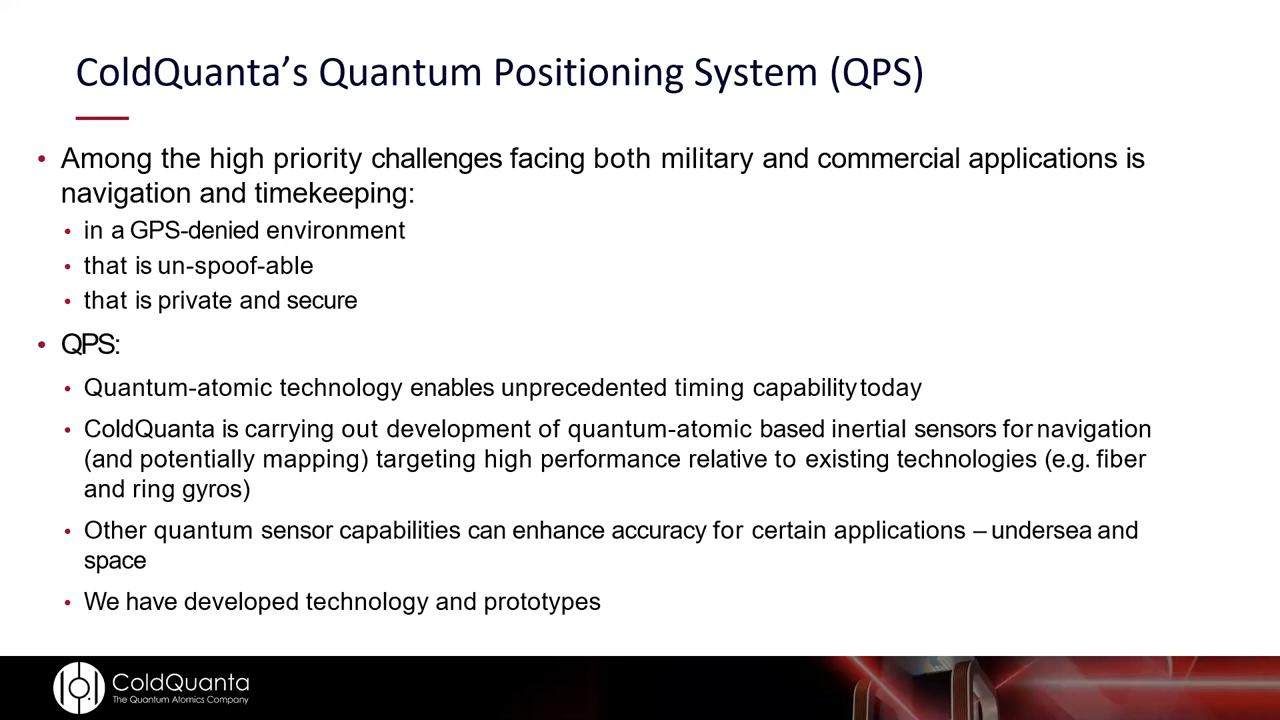 ColdQuanta’s Quantum Positioning System (QPS)
• Among the high priority challenges facing both military and commercial applications is
navigation and timekeeping:
• in a GPS-denied environment
• that is un-spoof-able
• that is private and secure
• QPS:
• Quantum-atomic technology enables unprecedented timing capability today
• ColdQuanta is carrying out development of quantum-atomic based inertial sensors for navigation
(and potentially mapping) targeting high performance relative to existing technologies (e.g. fiber
and ring gyros)
• Other quantum sensor capabilities can enhance accuracy for certain applications – undersea and
space
• We have developed technology and prototypes
ColdQuanta
The Quantum Atomics Company